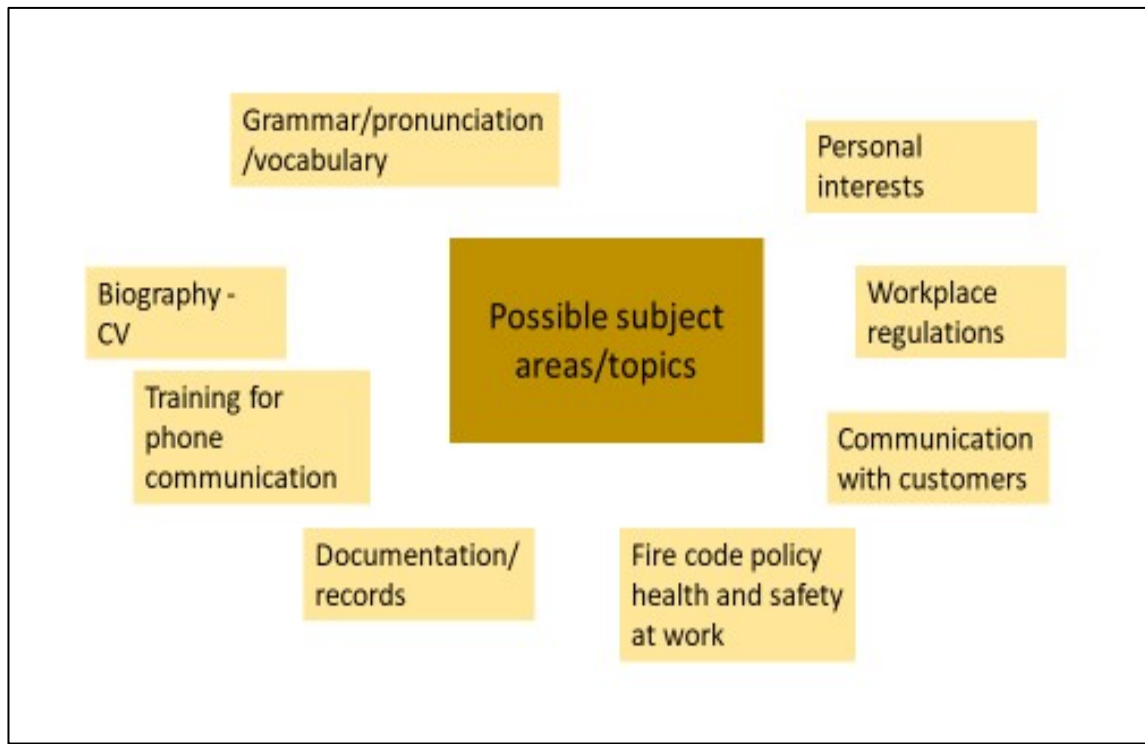 Grammar/pronunciation
/vocabulary
Personal
interests
Biography -
CV
Possible subject
areas/topics
Workplace
regulations
Training for
phone
communication
Communication
with customers
Documentation/
records
Fire code policy
health and safety
at work